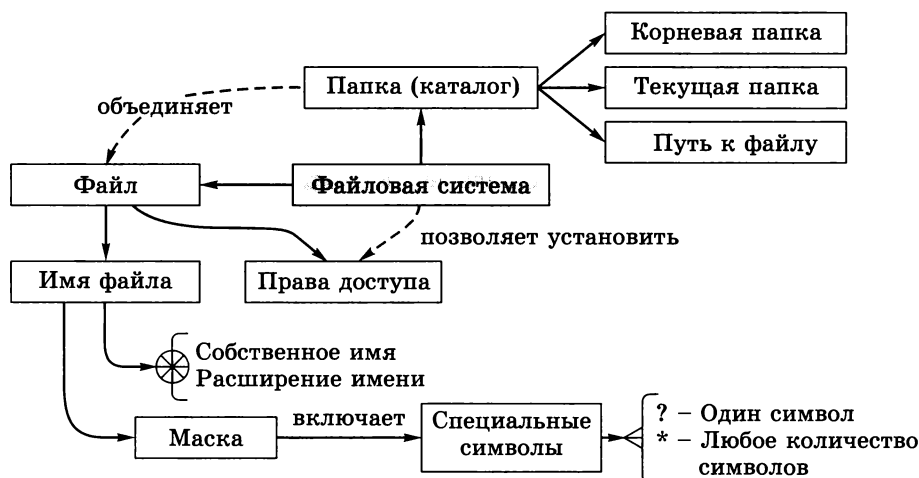 Корневая папка
Папка (каталог)
Текущая папка
объединяет
Путь к файлу
Файл
Файловая система
позволяет установить
Имя файла
Права доступа
Собственное имя
Расширение имени
Маска
включает
Специальные
символы
? – Один символ
* – Любое количество
символов